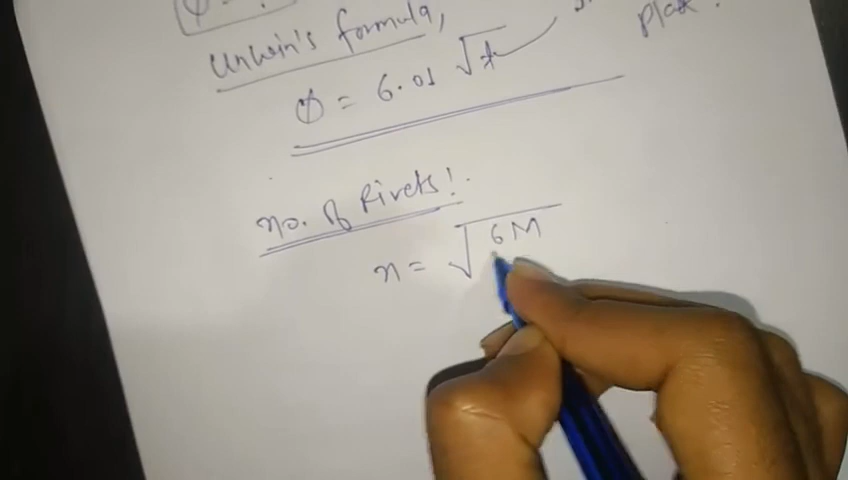 Unwin's formula,
φ = 6.01 √t
no. of Rivets:
n = √6M